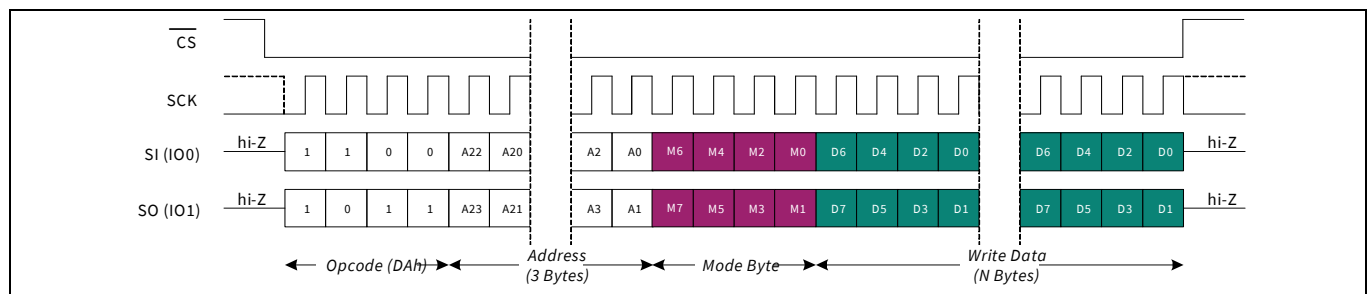 CS
SCK
SI (IO0) hi-Z 1 1 0 0 A22 A20 A2 A0 M6 M4 M2 M0 D6 D4 D2 D0 D6 D4 D2 D0 hi-Z
SO (IO1) hi-Z 1 0 1 1 A23 A21 A3 A1 M7 M5 M3 M1 D7 D5 D3 D1 D7 D5 D3 D1 hi-Z
Opcode (DAh) Address Mode Byte Write Data
(3 Bytes) (N Bytes)